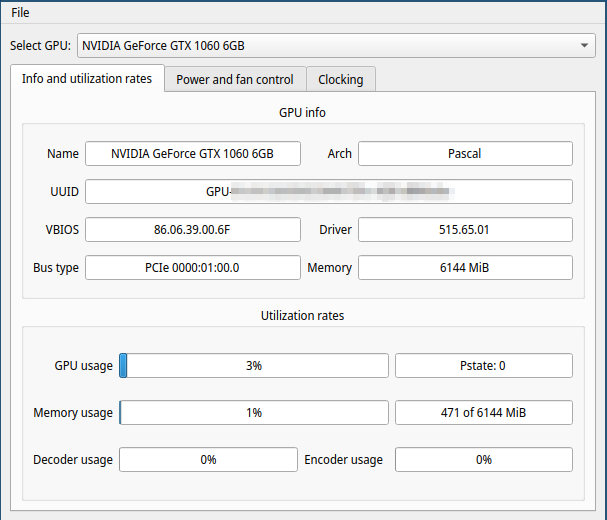 File
Select GPU: NVIDIA GeForce GTX 1060 6GB
Info and utilization rates Power and fan control Clocking
GPU info
Name NVIDIA GeForce GTX 1060 6GB Arch Pascal
UUID GPU-
VBIOS 86.06.39.00.6F Driver 515.65.01
Bus type PCIe 0000:01:00.0 Memory 6144 MiB
Utilization rates
GPU usage 3% Pstate: 0
Memory usage 1% 471 of 6144 MiB
Decoder usage 0% Encoder usage 0%